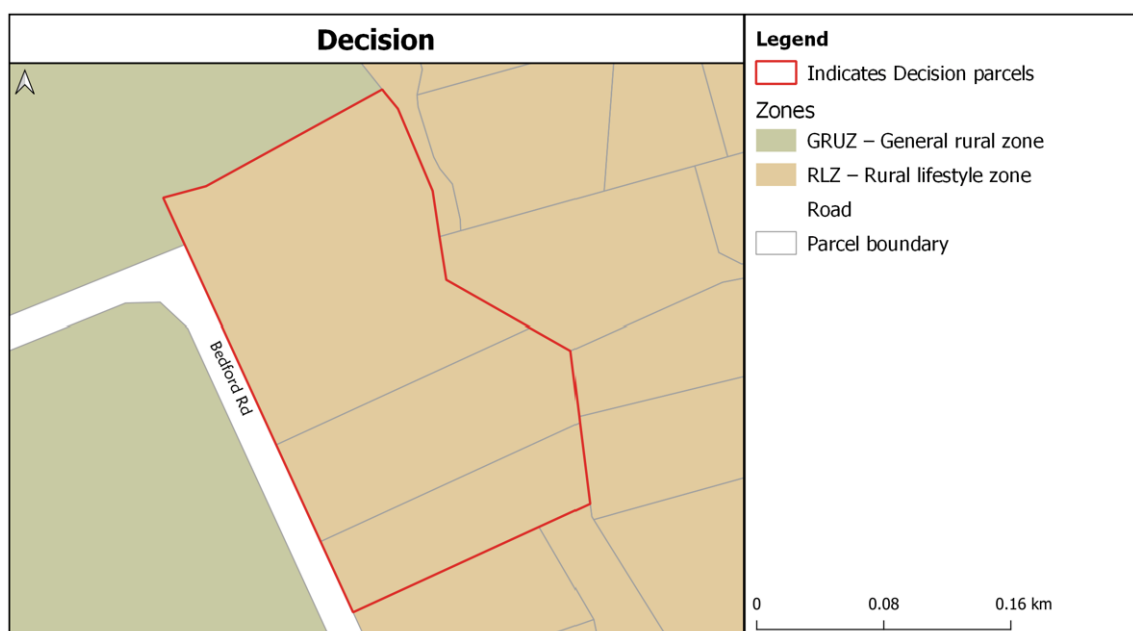 Decision
Bedford Rd
Legend
Indicates Decision parcels
Zones
GRUZ – General rural zone
RLZ – Rural lifestyle zone
Road
Parcel boundary
0 0.08 0.16 km